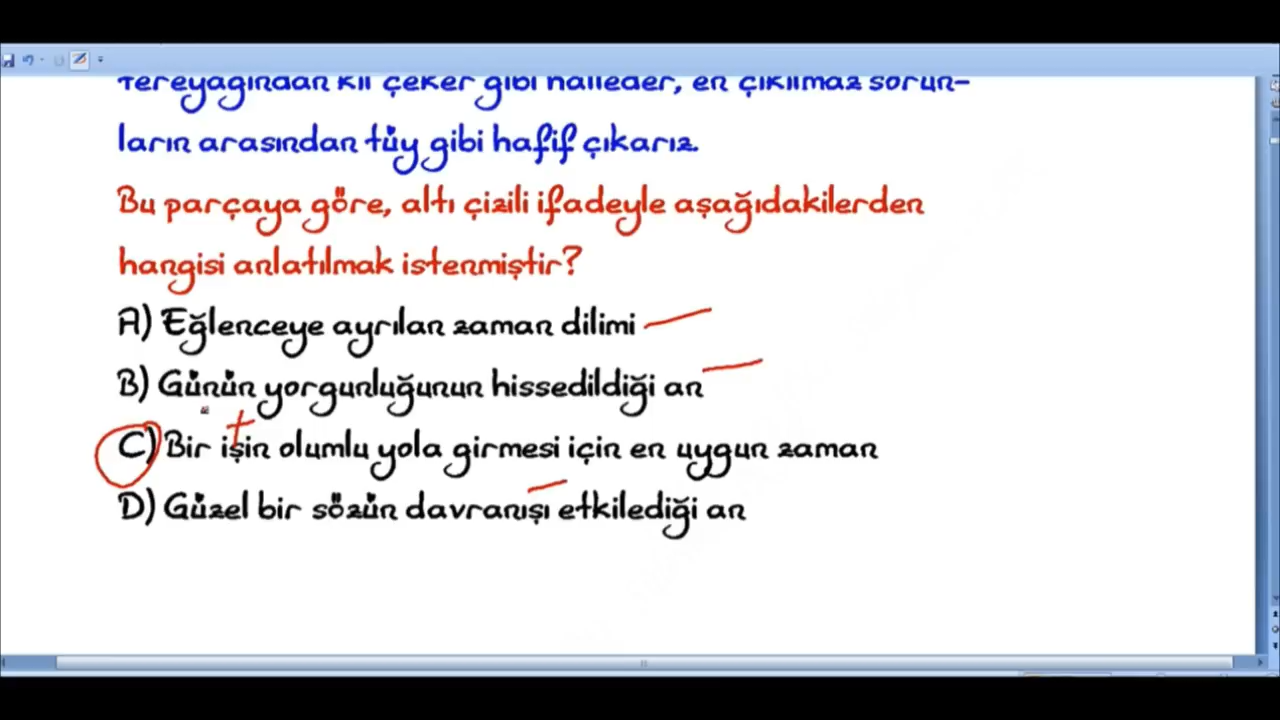 tereyağından kıl çeker gibi halleder, en çıkılmaz sorun-
ların arasından tüy gibi hafif çıkarız.
Bu parçaya göre, altı çizili ifadeyle aşağıdakilerden
hangisi anlatılmak istenmiştir?
A) Eğlenceye ayrılan zaman dilimi
B) Günün yorgunluğunun hissedildiği an
C) Bir işin olumlu yola girmesi için en uygun zaman
D) Güzel bir sözün davranışı etkilediği an